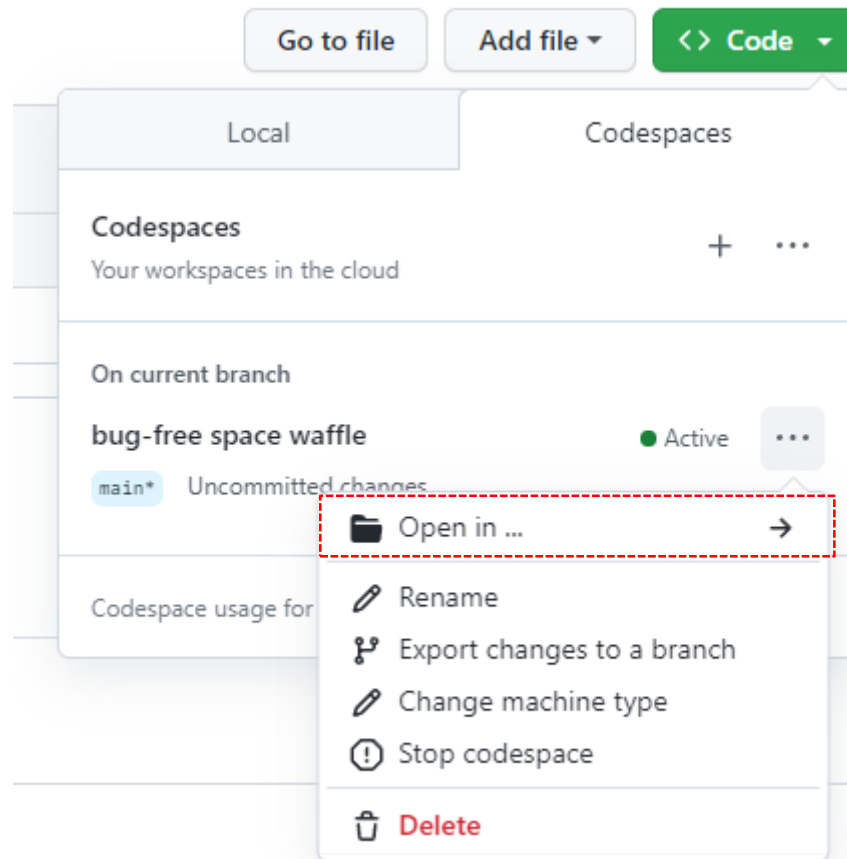 Go to file Add file <> Code
Local Codespaces
Codespaces
Your workspaces in the cloud
On current branch
bug-free space waffle Active
main* Uncommitted changes
Open in ...
Codespace usage for
Rename
Export changes to a branch
Change machine type
Stop codespace
Delete